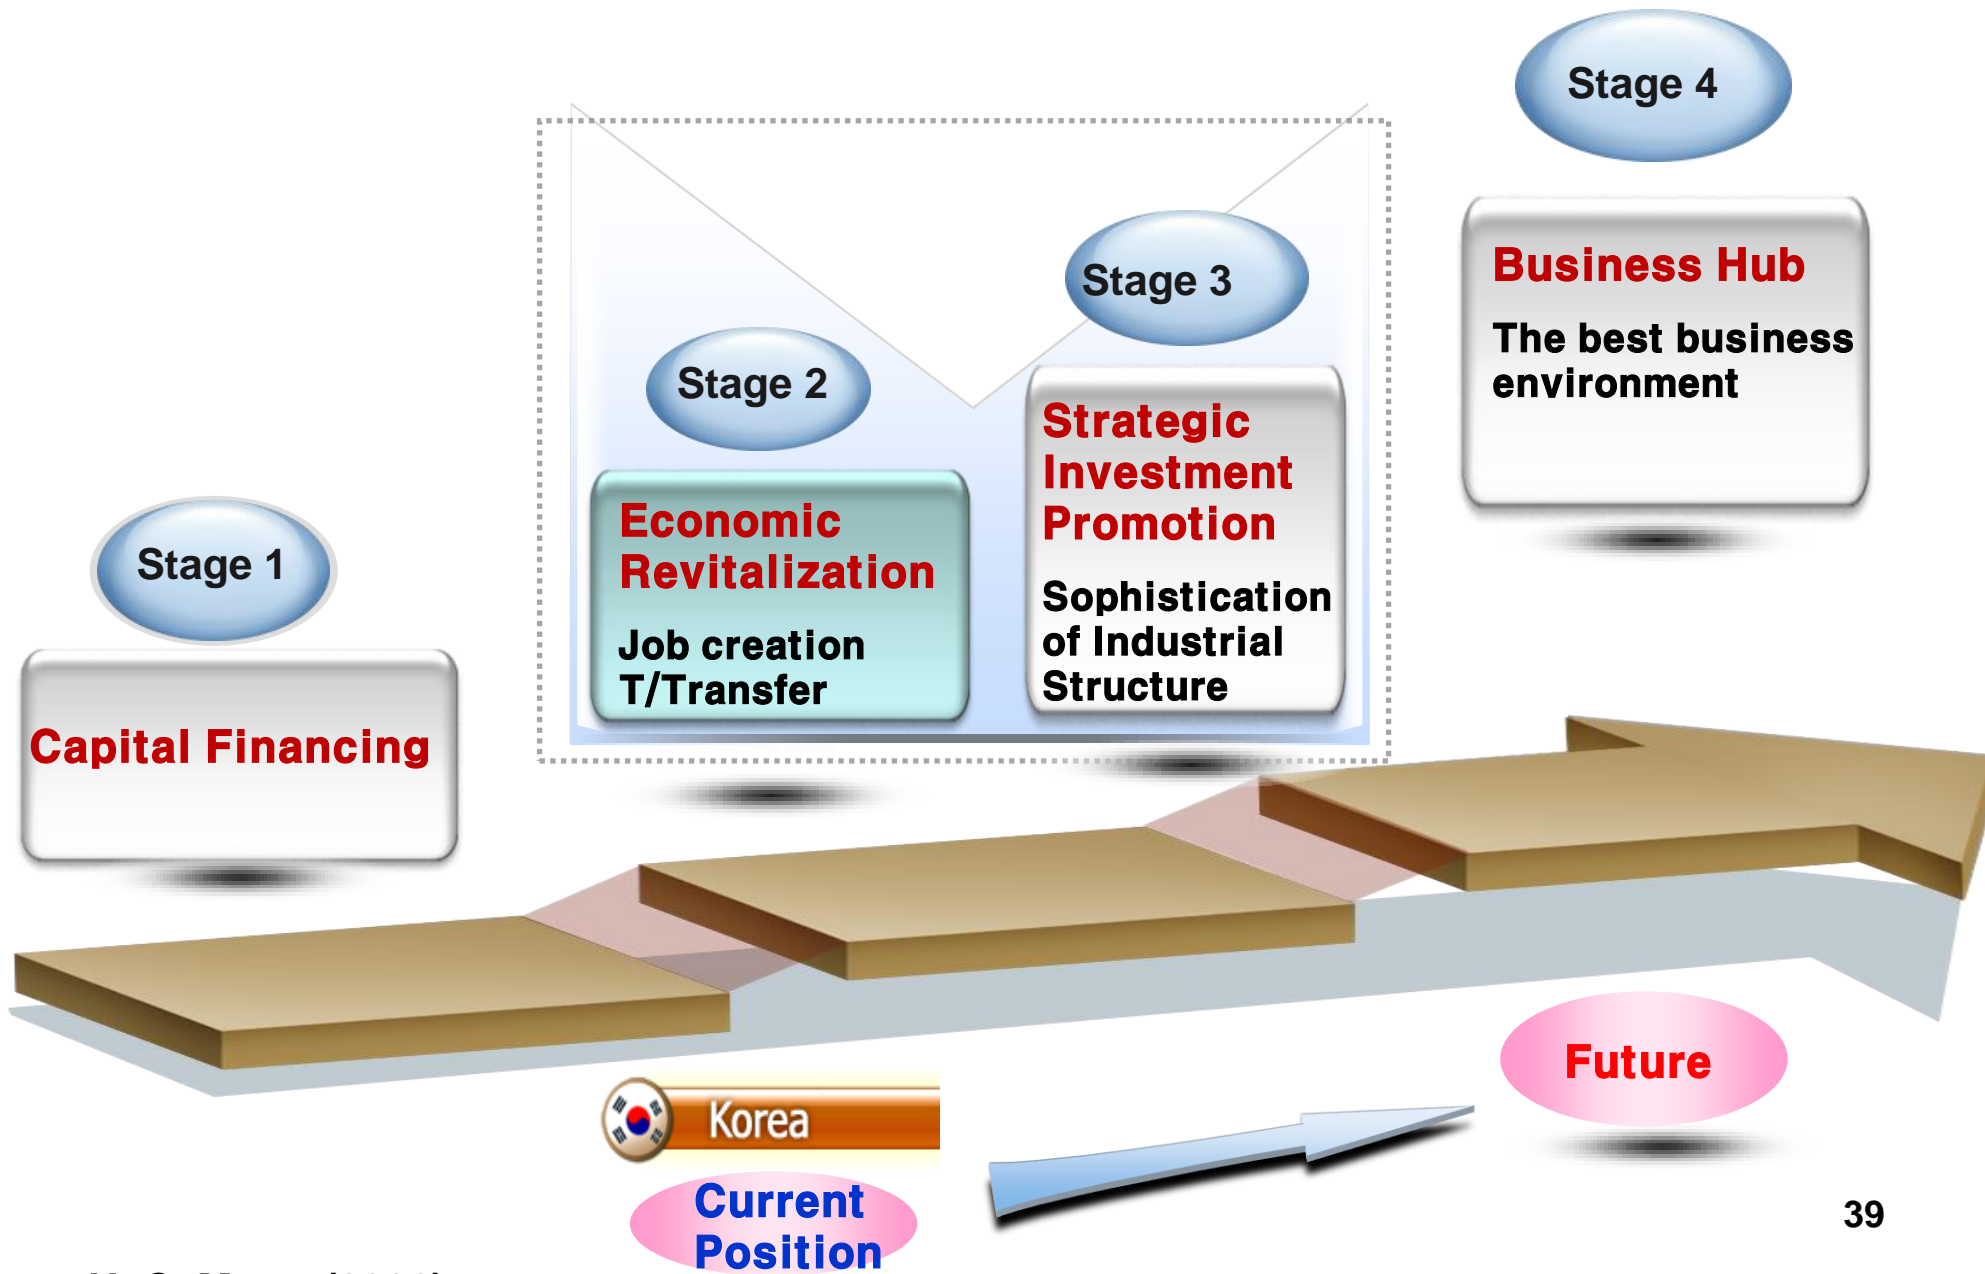 Stage 1
Capital Financing
Stage 2
Economic
Revitalization
Job creation
T/Transfer
Stage 3
Strategic
Investment
Promotion
Sophistication
of Industrial
Structure
Stage 4
Business Hub
The best business
environment
Korea
Current
Position
Future
39